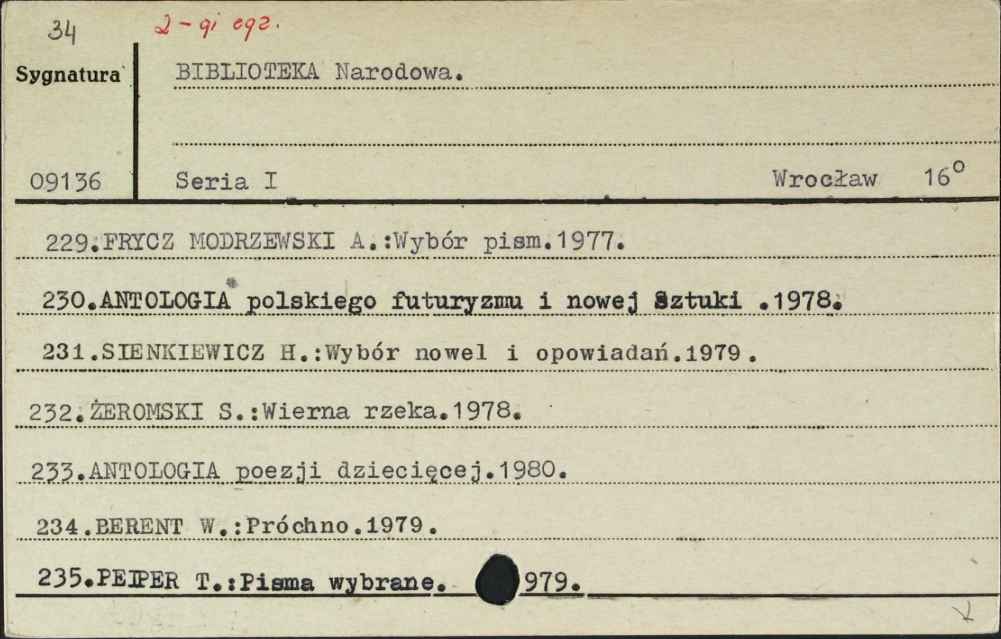 34
2-gi egz.
Sygnatura
BIBLIOTEKA Narodowa.
09136 Seria I Wrocław 16°
229.FRYCZ MODRZEWSKI A.:Wybór pism.1977.
230.ANTOLOGIA polskiego futuryzmu i nowej Sztuki .1978.
231.SIENKIEWICZ H.:Wybór nowel i opowiadań.1979.
232.ŻEROMSKI S.:Wierna rzeka.1978.
233.ANTOLOGIA poezji dziecięcej.1980.
234.BERENT W.:Próchno.1979.
235.PEIPER T.:Pisma wybrane. 979.